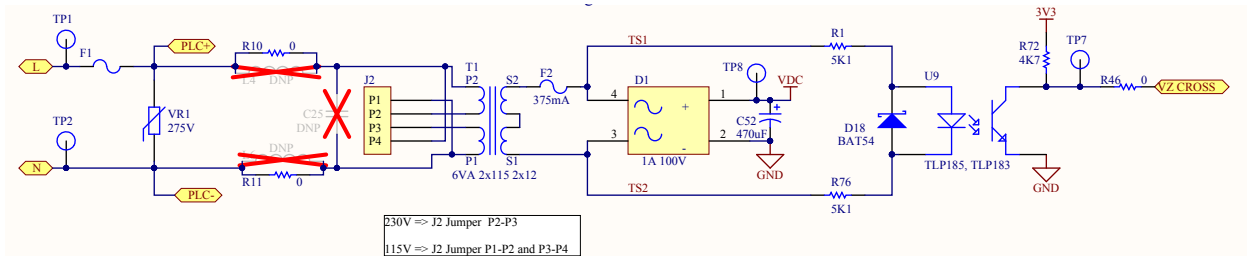 TP1
F1
PLC+
L
R10 0
L4 DNP
T1
P2
S2
F2
375mA
TS1
R1
5K1
3V3
R72
4K7
TP7
R46 0
VZ CROSS
J2
P1
P2
P3
P4
C25
DNP
VR1
275V
D1
4
3
+
-
1
2
1A 100V
TP8
VDC
+
C52
470uF
GND
U9
D18
BAT54
TLP185, TLP183
GND
TP2
N
DNP
R11 0
PLC-
P1
S1
6VA 2x115 2x12
TS2
R76
5K1
230V => J2 Jumper P2-P3
115V => J2 Jumper P1-P2 and P3-P4